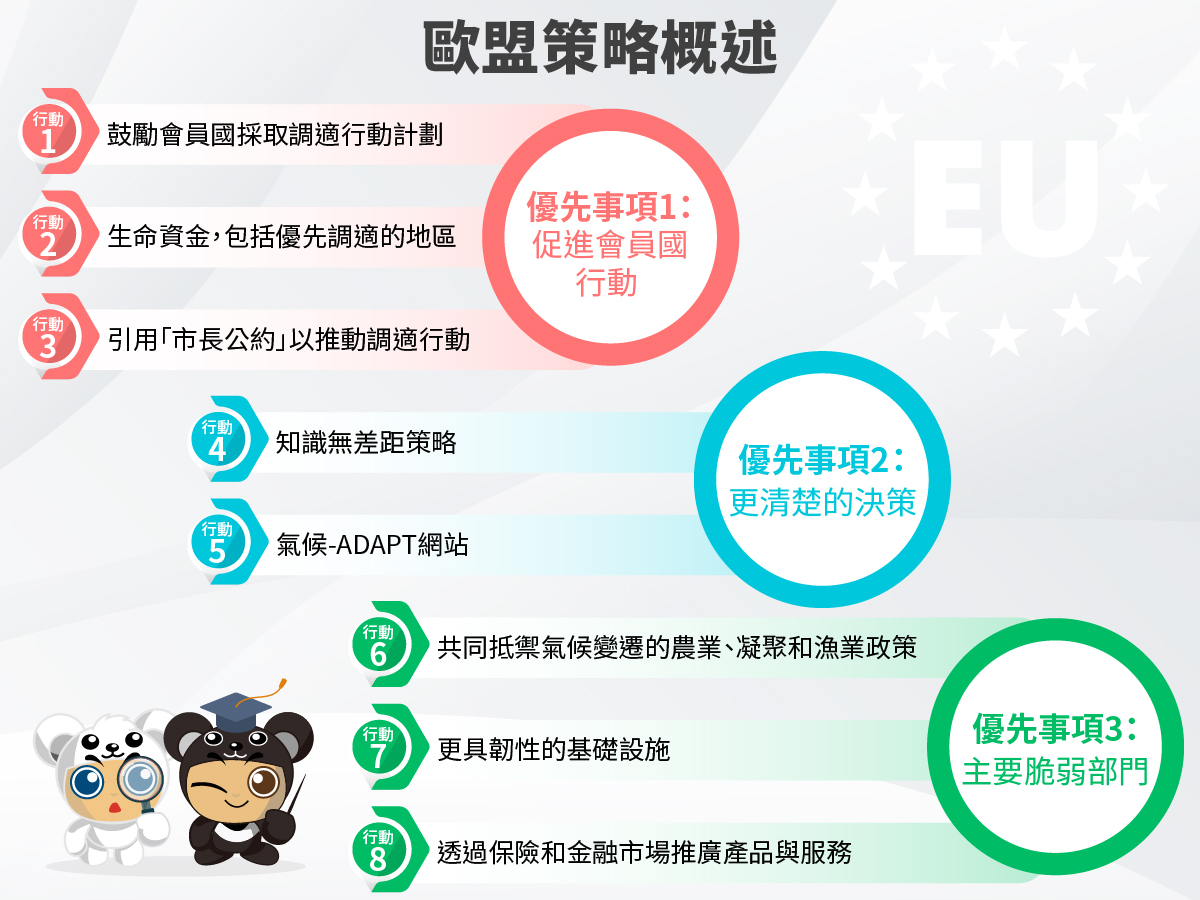 歐盟策略概述
EU
行動
1
鼓勵會員國採取調適行動計劃
行動
2
生命資金，包括優先調適的地區
行動
3
引用「市長公約」以推動調適行動
優先事項1：
促進會員國
行動
行動
4
知識無差距策略
行動
5
氣候-ADAPT網站
優先事項2：
更清楚的決策
行動
6
共同抵禦氣候變遷的農業、凝聚和漁業政策
行動
7
更具韌性的基礎設施
行動
8
透過保險和金融市場推廣產品與服務
優先事項3：
主要脆弱部門